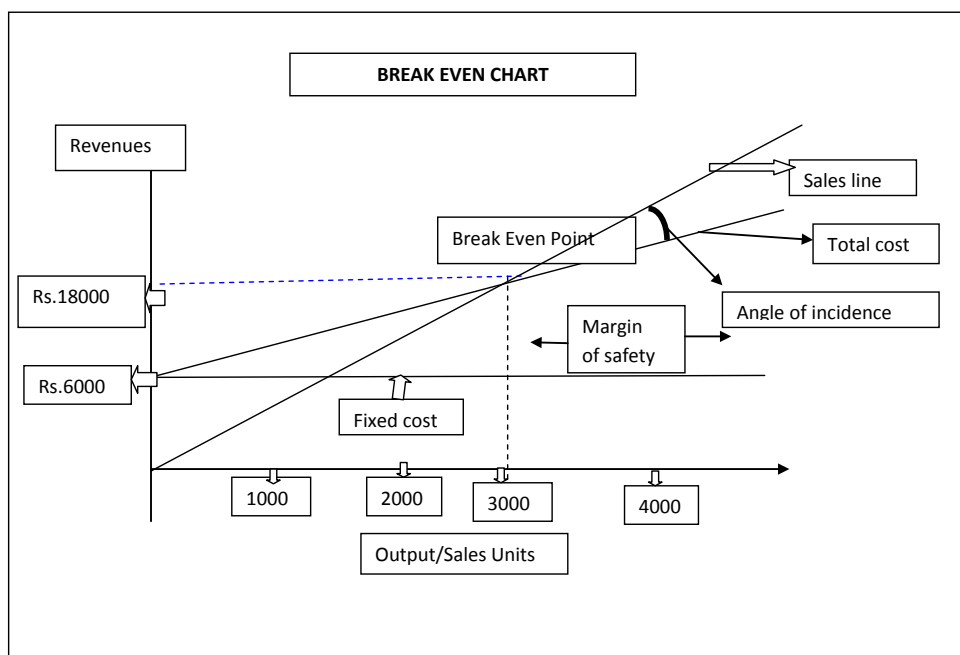 BREAK EVEN CHART
Revenues
Sales line
Break Even Point
Total cost
Rs.18000
Angle of incidence
Margin
of safety
Rs.6000
Fixed cost
1000
2000
3000
4000
Output/Sales Units